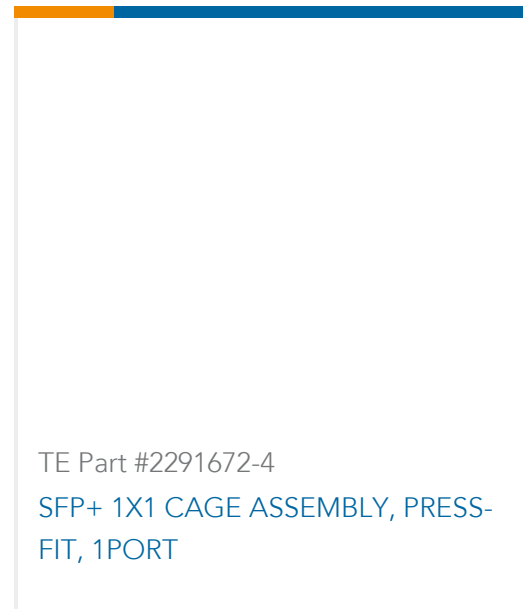 TE Part #2291672-4
SFP+ 1X1 CAGE ASSEMBLY, PRESS-
FIT, 1PORT